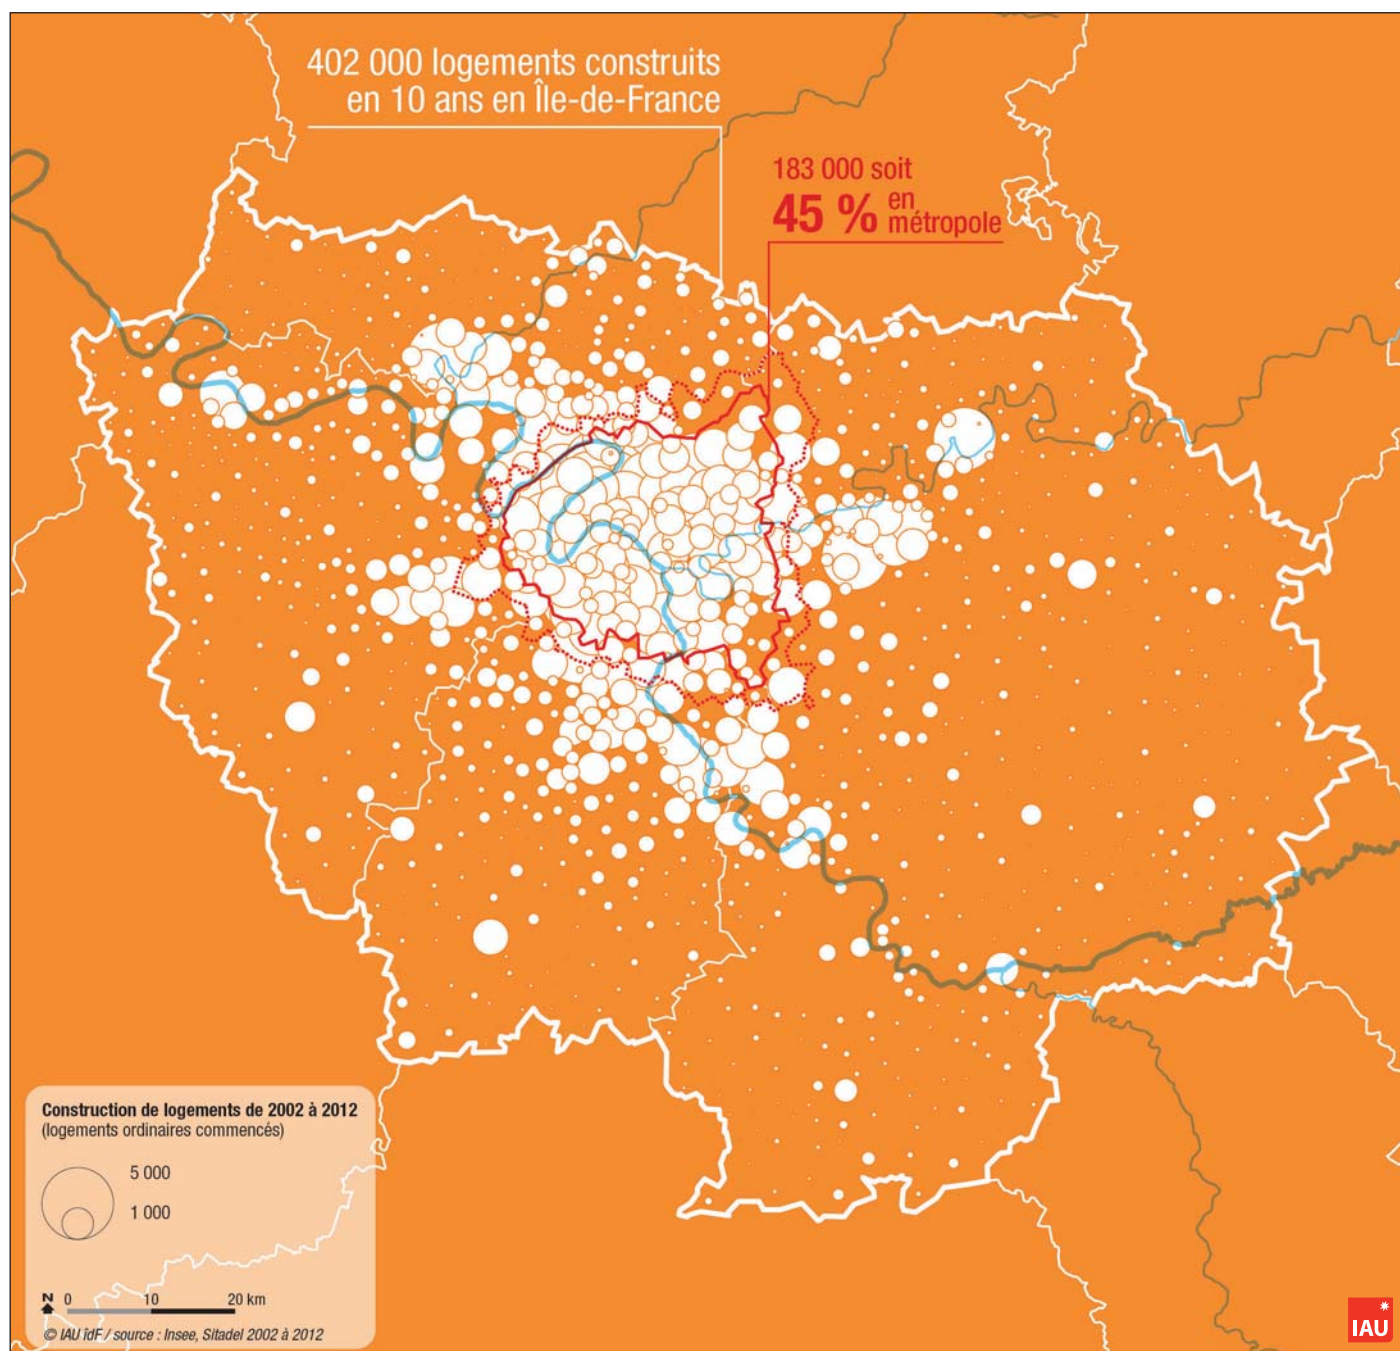 402 000 logements construits
en 10 ans en Île-de-France
183 000 soit
45 % en
métropole
Construction de logements de 2002 à 2012
(logements ordinaires commencés)
5 000
1 000
N 0 10 20 km
© IAU îdF / source : Insee, Sitadel 2002 à 2012
IAU